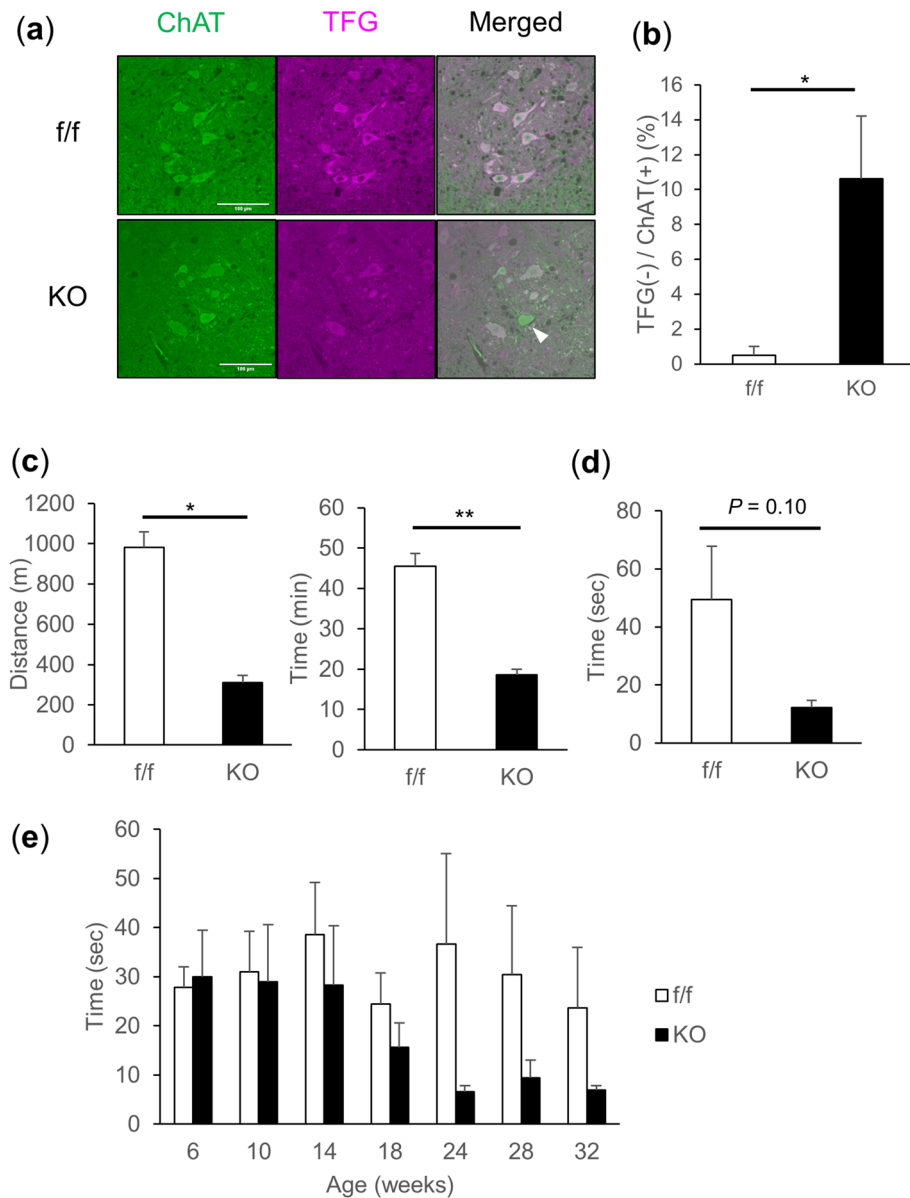 (a)
ChAT TFG Merged
f/f
100 μm
KO
100 μm
(b)
TFG(-) / ChAT(+) (%)
16
14
12
10
8
6
4
2
0
*
f/f KO
(c)
Distance (m)
1200
1000
800
600
400
200
0
*
f/f KO
Time (min)
60
50
40
30
20
10
0
**
f/f KO
(d)
Time (sec)
80
60
40
20
0
P = 0.10
f/f KO
(e)
Time (sec)
60
50
40
30
20
10
0
6 10 14 18 24 28 32
Age (weeks)
f/f
KO